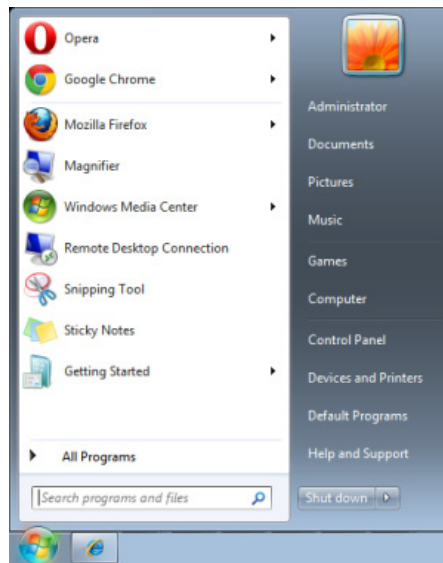 Opera
Google Chrome
Mozilla Firefox
Magnifier
Windows Media Center
Remote Desktop Connection
Snipping Tool
Sticky Notes
Getting Started
All Programs
Search programs and files
Administrator
Documents
Pictures
Music
Games
Computer
Control Panel
Devices and Printers
Default Programs
Help and Support
Shut down